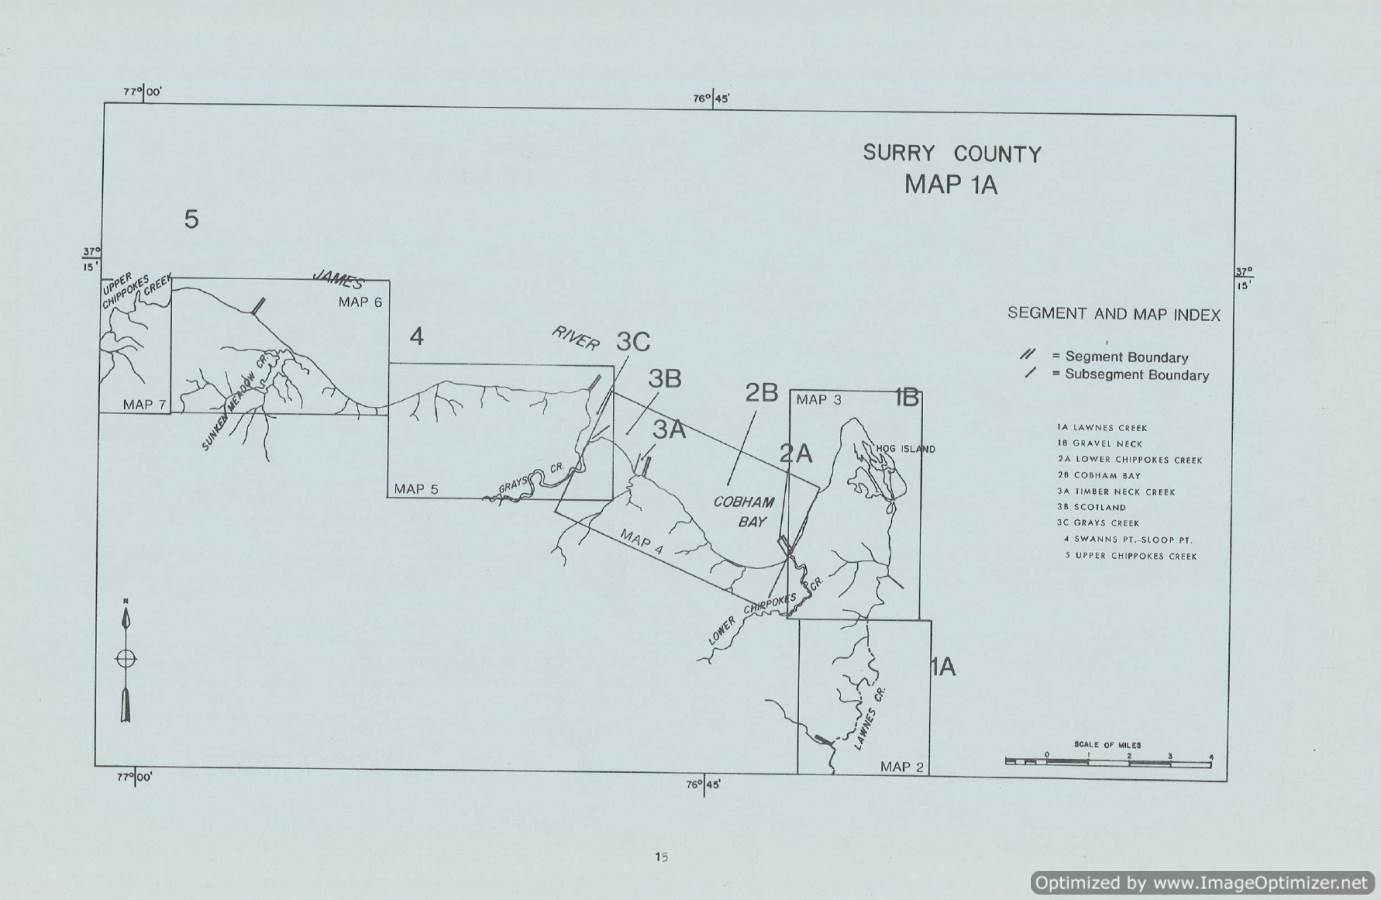 77° 00'
76° 45'
SURRY COUNTY
MAP 1A
5
37°
15'
37°
15'
UPPER
CHIPPOKES
CREEK
JAMES
MAP 6
RIVER
4
3C
3B
3A
2B
2A
1B
MAP 3
HOG ISLAND
SEGMENT AND MAP INDEX
// = Segment Boundary
/ = Subsegment Boundary
MAP 7
SUNKEN MEADOW CR.
MAP 5
GRAYS CR.
COBHAM
BAY
MAP 4
1A LAWNES CREEK
1B GRAVEL NECK
2A LOWER CHIPPOKES CREEK
2B COBHAM BAY
3A TIMBER NECK CREEK
3B SCOTLAND
3C GRAYS CREEK
4 SWANNS PT.-SLOOP PT.
5 UPPER CHIPPOKES CREEK
N
LOWER CHIPPOKES CR.
1A
LAWNES CR.
MAP 2
SCALE OF MILES
0 1 2 3 4
77° 00'
76° 45'
15
Optimized by www.ImageOptimizer.net